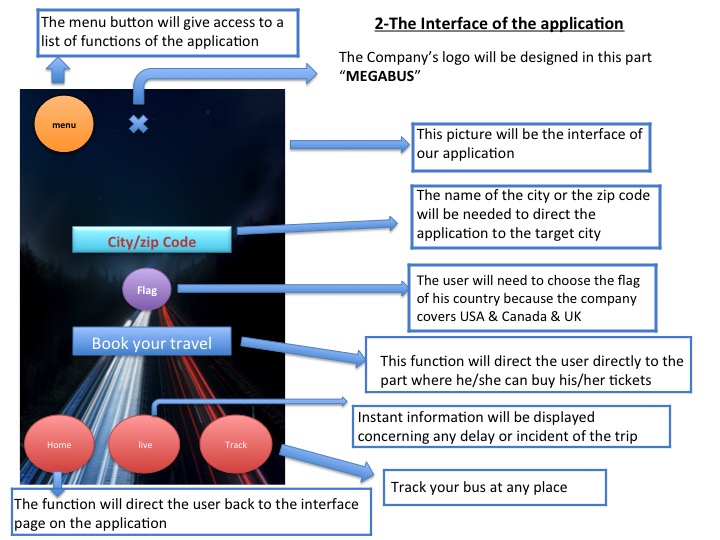 The menu button will give access to a
list of functions of the application
2-The Interface of the application
The Company's logo will be designed in this part
“MEGABUS”
menu
This picture will be the interface of
our application
The name of the city or the zip code
will be needed to direct the
application to the target city
City/zip Code
Flag
The user will need to choose the flag
of his country because the company
covers USA & Canada & UK
Book your travel
This function will direct the user directly to the
part where he/she can buy his/her tickets
Instant information will be displayed
concerning any delay or incident of the trip
Home
live
Track
Track your bus at any place
The function will direct the user back to the interface
page on the application